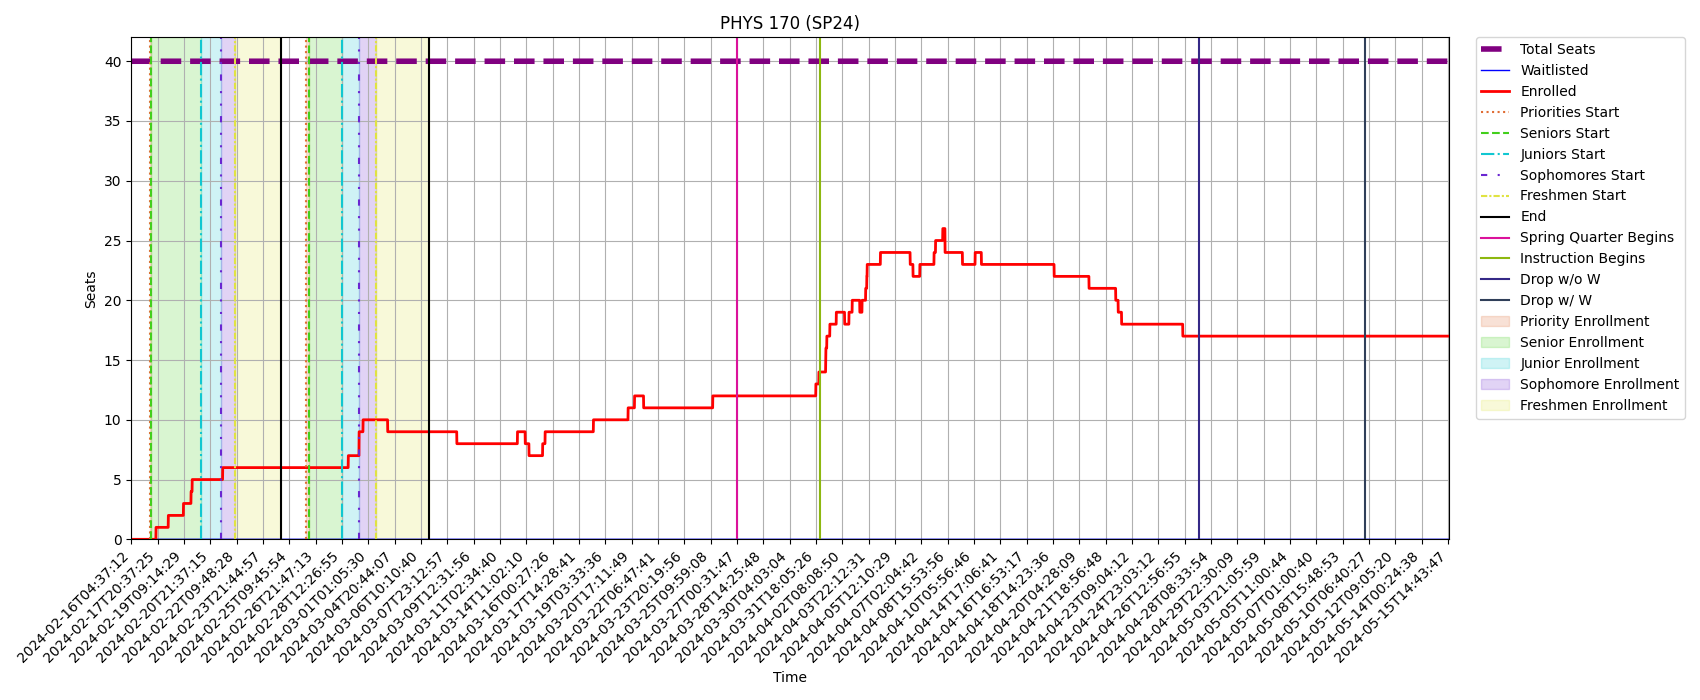 PHYS 170 (SP24)
Seats
40
35
30
25
20
15
10
5
0
2024-02-16T04:37:12
2024-02-17T20:37:25
2024-02-19T09:14:29
2024-02-20T21:37:15
2024-02-22T09:48:28
2024-02-23T21:44:57
2024-02-25T09:45:54
2024-02-26T21:47:13
2024-02-28T12:26:55
2024-03-01T01:05:30
2024-03-04T20:44:07
2024-03-06T10:10:40
2024-03-07T23:12:57
2024-03-09T12:31:56
2024-03-11T02:34:40
2024-03-14T11:02:10
2024-03-16T00:27:26
2024-03-17T14:28:41
2024-03-19T03:33:36
2024-03-20T17:11:49
2024-03-22T06:47:41
2024-03-23T20:19:56
2024-03-25T09:59:08
2024-03-27T00:31:47
2024-03-28T14:25:48
2024-03-30T04:03:04
2024-03-31T18:05:26
2024-04-02T08:08:50
2024-04-03T22:12:31
2024-04-05T12:10:29
2024-04-07T02:04:42
2024-04-08T15:53:56
2024-04-10T05:56:46
2024-04-14T17:06:41
2024-04-16T16:53:17
2024-04-18T14:23:36
2024-04-20T04:28:09
2024-04-21T18:56:48
2024-04-23T09:04:12
2024-04-24T23:03:12
2024-04-26T12:56:55
2024-04-28T08:33:54
2024-04-29T22:30:09
2024-05-03T21:05:59
2024-05-05T11:00:44
2024-05-07T01:00:40
2024-05-08T15:48:53
2024-05-10T06:40:27
2024-05-12T09:05:20
2024-05-14T00:24:38
2024-05-15T14:43:47
Time
Total Seats
Waitlisted
Enrolled
Priorities Start
Seniors Start
Juniors Start
Sophomores Start
Freshmen Start
End
Spring Quarter Begins
Instruction Begins
Drop w/o W
Drop w/ W
Priority Enrollment
Senior Enrollment
Junior Enrollment
Sophomore Enrollment
Freshmen Enrollment